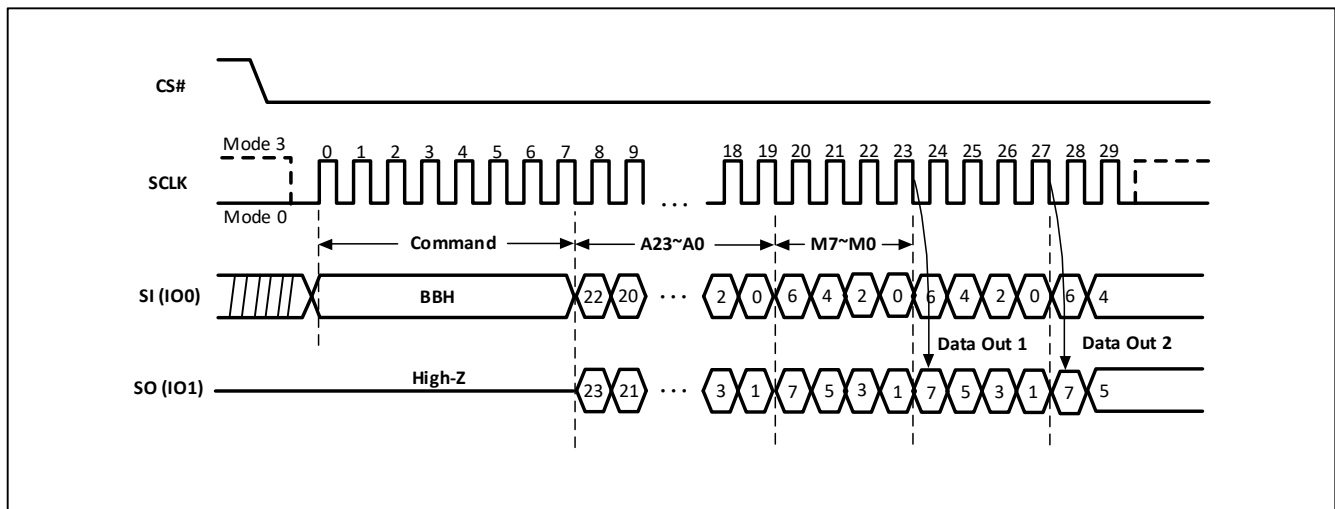 CS#
Mode 3
0 1 2 3 4 5 6 7 8 9 18 19 20 21 22 23 24 25 26 27 28 29
SCLK
...
Mode 0
Command A23~A0 M7~M0
SI (IO0) BBH 22 20 ... 2 0 6 4 2 0 6 4 2 0 6 4
Data Out 1 Data Out 2
High-Z
SO (IO1) 23 21 ... 3 1 7 5 3 1 7 5 3 1 7 5